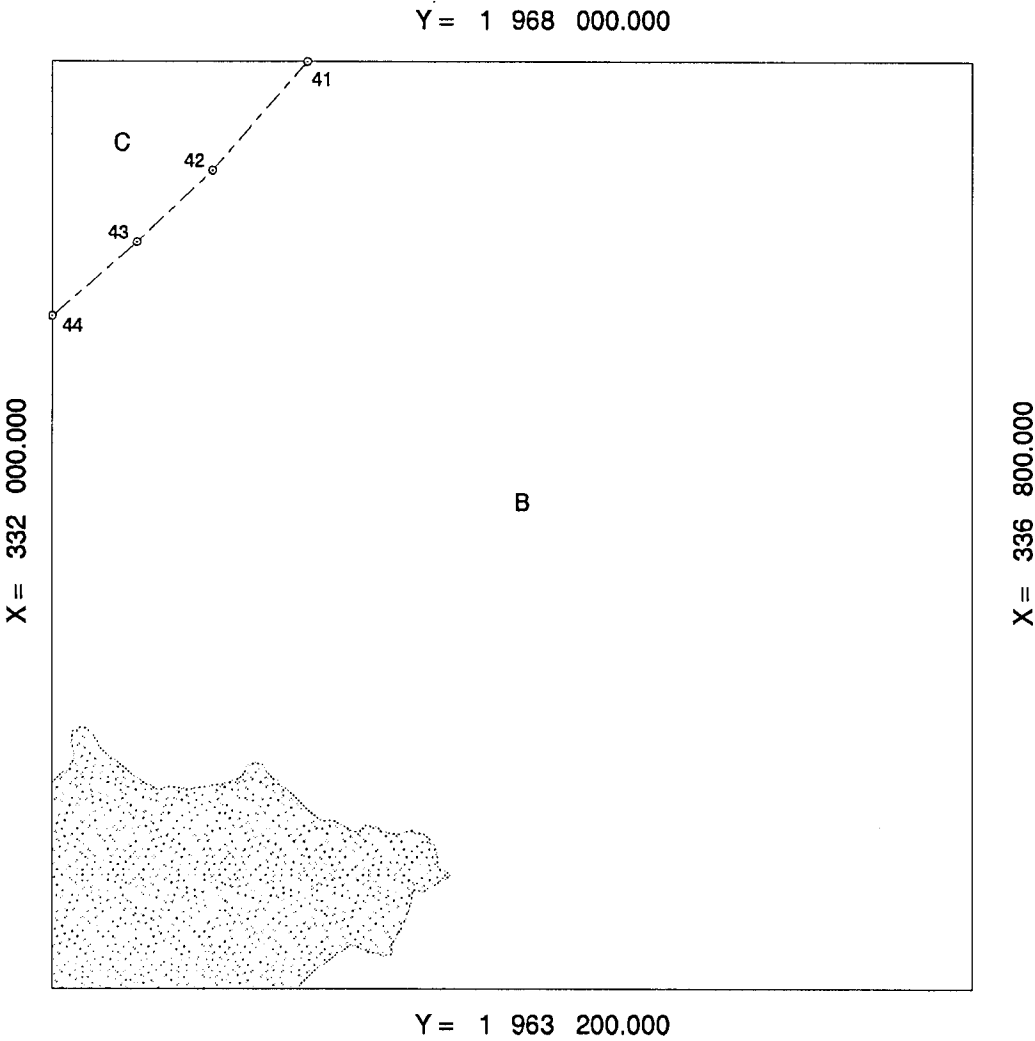 Y = 1 968 000.000
41
C
42
43
44
X = 332 000.000
B
X = 336 800.000
Y = 1 963 200.000